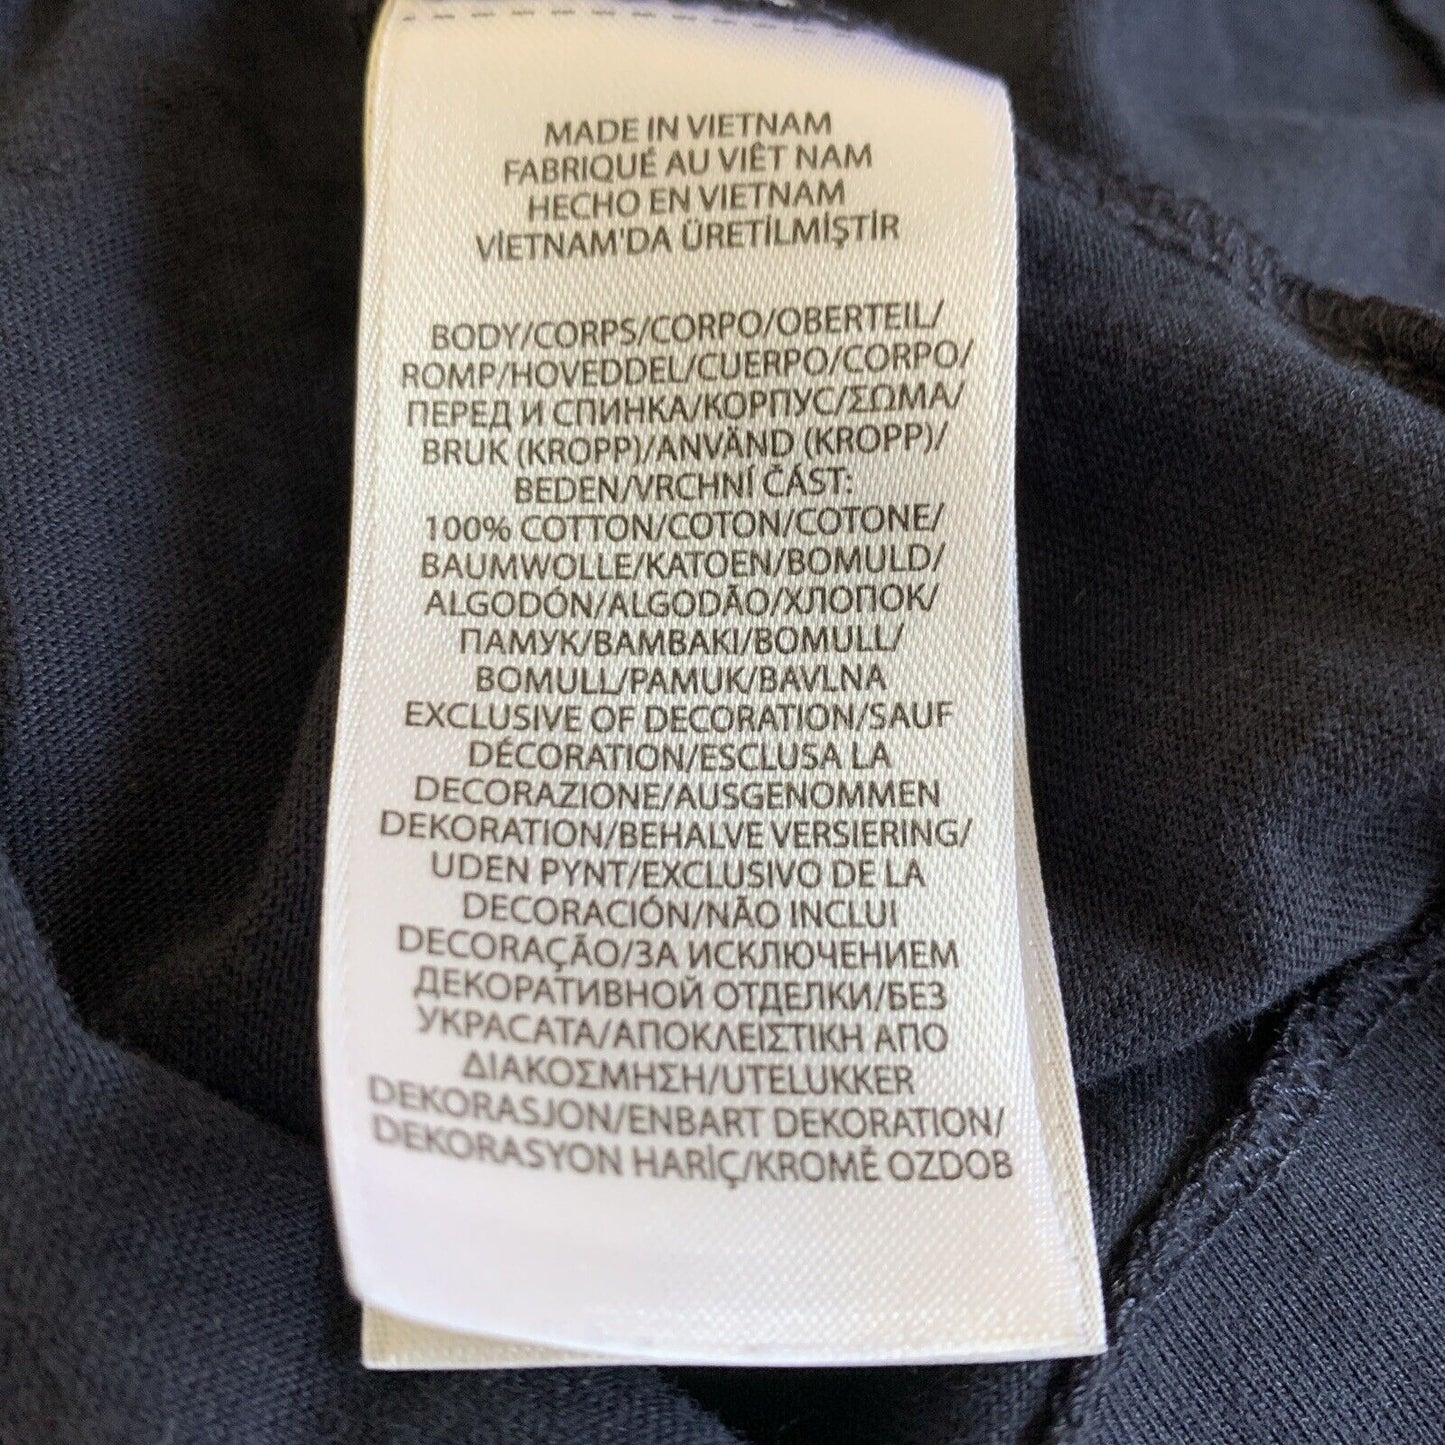 MADE IN VIETNAM
FABRIQUÉ AU VIÊT NAM
HECHO EN VIETNAM
VİETNAM'DA ÜRETİLMİŞTİR
BODY/CORPS/CORPO/OBERTEIL/
ROMP/HOVEDDEL/CUERPO/CORPO/
ПЕРЕД И СПИНКА/КОРПУС/ΣΩΜΑ/
BRUK (KROPP)/ANVÄND (KROPP)/
BEDEN/VRCHNÍ ČÁST:
100% COTTON/COTON/COTONE/
BAUMWOLLE/KATOEN/BOMULD/
ALGODÓN/ALGODÃO/ХЛОПОК/
ПАМУК/ΒΑΜΒΑΚΙ/BOMULL/
BOMULL/PAMUK/BAVLNA
EXCLUSIVE OF DECORATION/SAUF
DÉCORATION/ESCLUSA LA
DECORAZIONE/AUSGENOMMEN
DEKORATION/BEHALVE VERSIERING/
UDEN PYNT/EXCLUSIVO DE LA
DECORACIÓN/NÃO INCLUI
DECORAÇÃO/ЗА ИСКЛЮЧЕНИЕМ
ДЕКОРАТИВНОЙ ОТДЕЛКИ/БЕЗ
УКРАСАТА/ΑΠΟΚΛΕΙΣΤΙΚΗ ΑΠΟ
ΔΙΑΚΟΣΜΗΣΗ/UTELUKKER
DEKORASJON/ENBART DEKORATION/
DEKORASYON HARİÇ/KROMĚ OZDOB